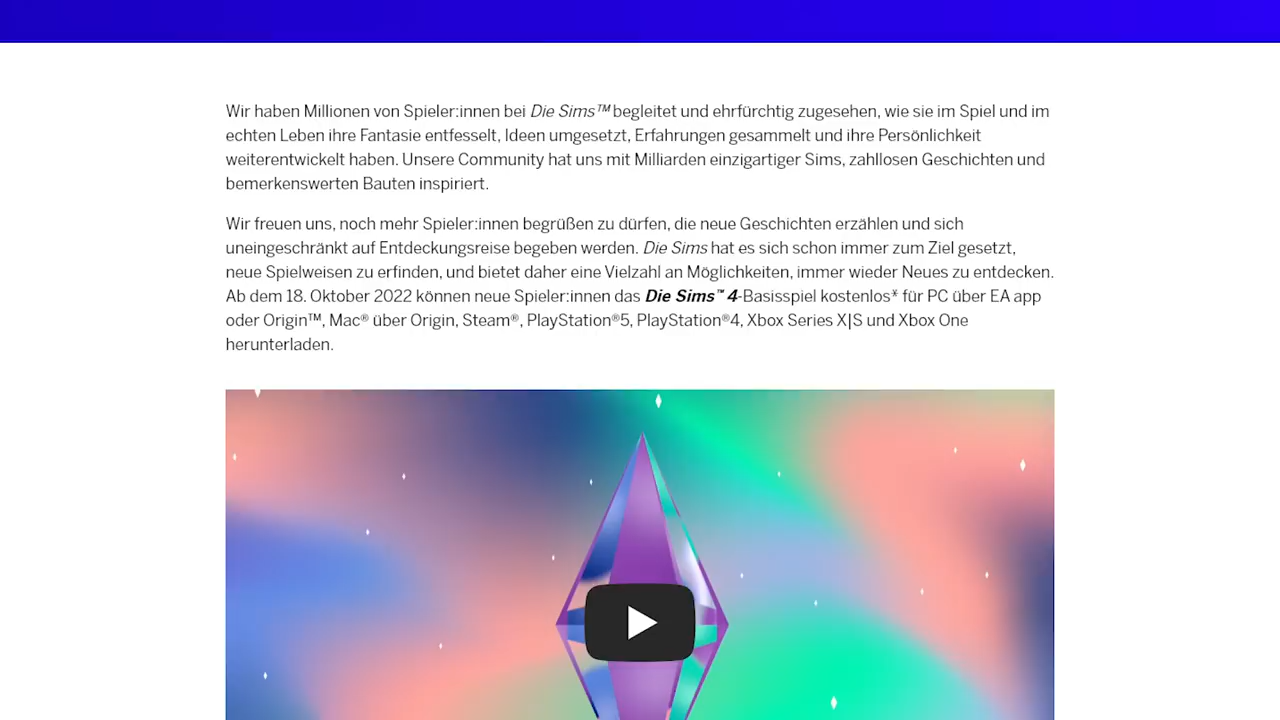 Wir haben Millionen von Spieler:innen bei Die Sims™ begleitet und ehrfürchtig zugesehen, wie sie im Spiel und im
echten Leben ihre Fantasie entfesselt, Ideen umgesetzt, Erfahrungen gesammelt und ihre Persönlichkeit
weiterentwickelt haben. Unsere Community hat uns mit Milliarden einzigartiger Sims, zahllosen Geschichten und
bemerkenswerten Bauten inspiriert.
Wir freuen uns, noch mehr Spieler:innen begrüßen zu dürfen, die neue Geschichten erzählen und sich
uneingeschränkt auf Entdeckungsreise begeben werden. Die Sims hat es sich schon immer zum Ziel gesetzt,
neue Spielweisen zu erfinden, und bietet daher eine Vielzahl an Möglichkeiten, immer wieder Neues zu entdecken.
Ab dem 18. Oktober 2022 können neue Spieler:innen das Die Sims™ 4-Basisspiel kostenlos* für PC über EA app
oder Origin™, Mac® über Origin, Steam®, PlayStation®5, PlayStation®4, Xbox Series X|S und Xbox One
herunterladen.